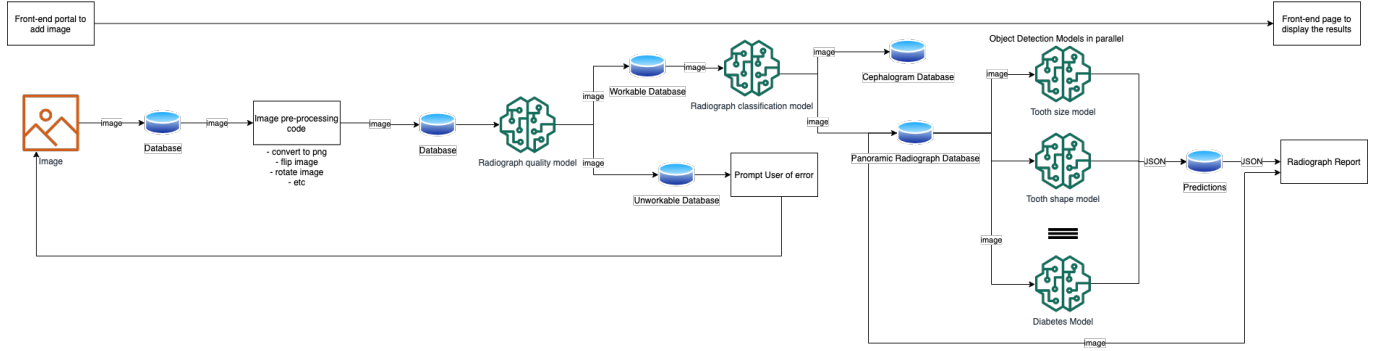 Front-end portal to
add image
Front-end page to
display the results
Object Detection Models in parallel
image
Cephalogram Database
image
Workable Database
image
Radiograph classification model
image
Tooth size model
image
image
Image
image
Database
image
Image pre-processing
code
- convert to png
- flip image
- rotate image
- etc
image
Database
Radiograph quality model
image
Unworkable Database
Prompt User of error
Panoramic Radiograph Database
Tooth shape model
JSON
Predictions
JSON
Radiograph Report
image
Diabetes Model
image